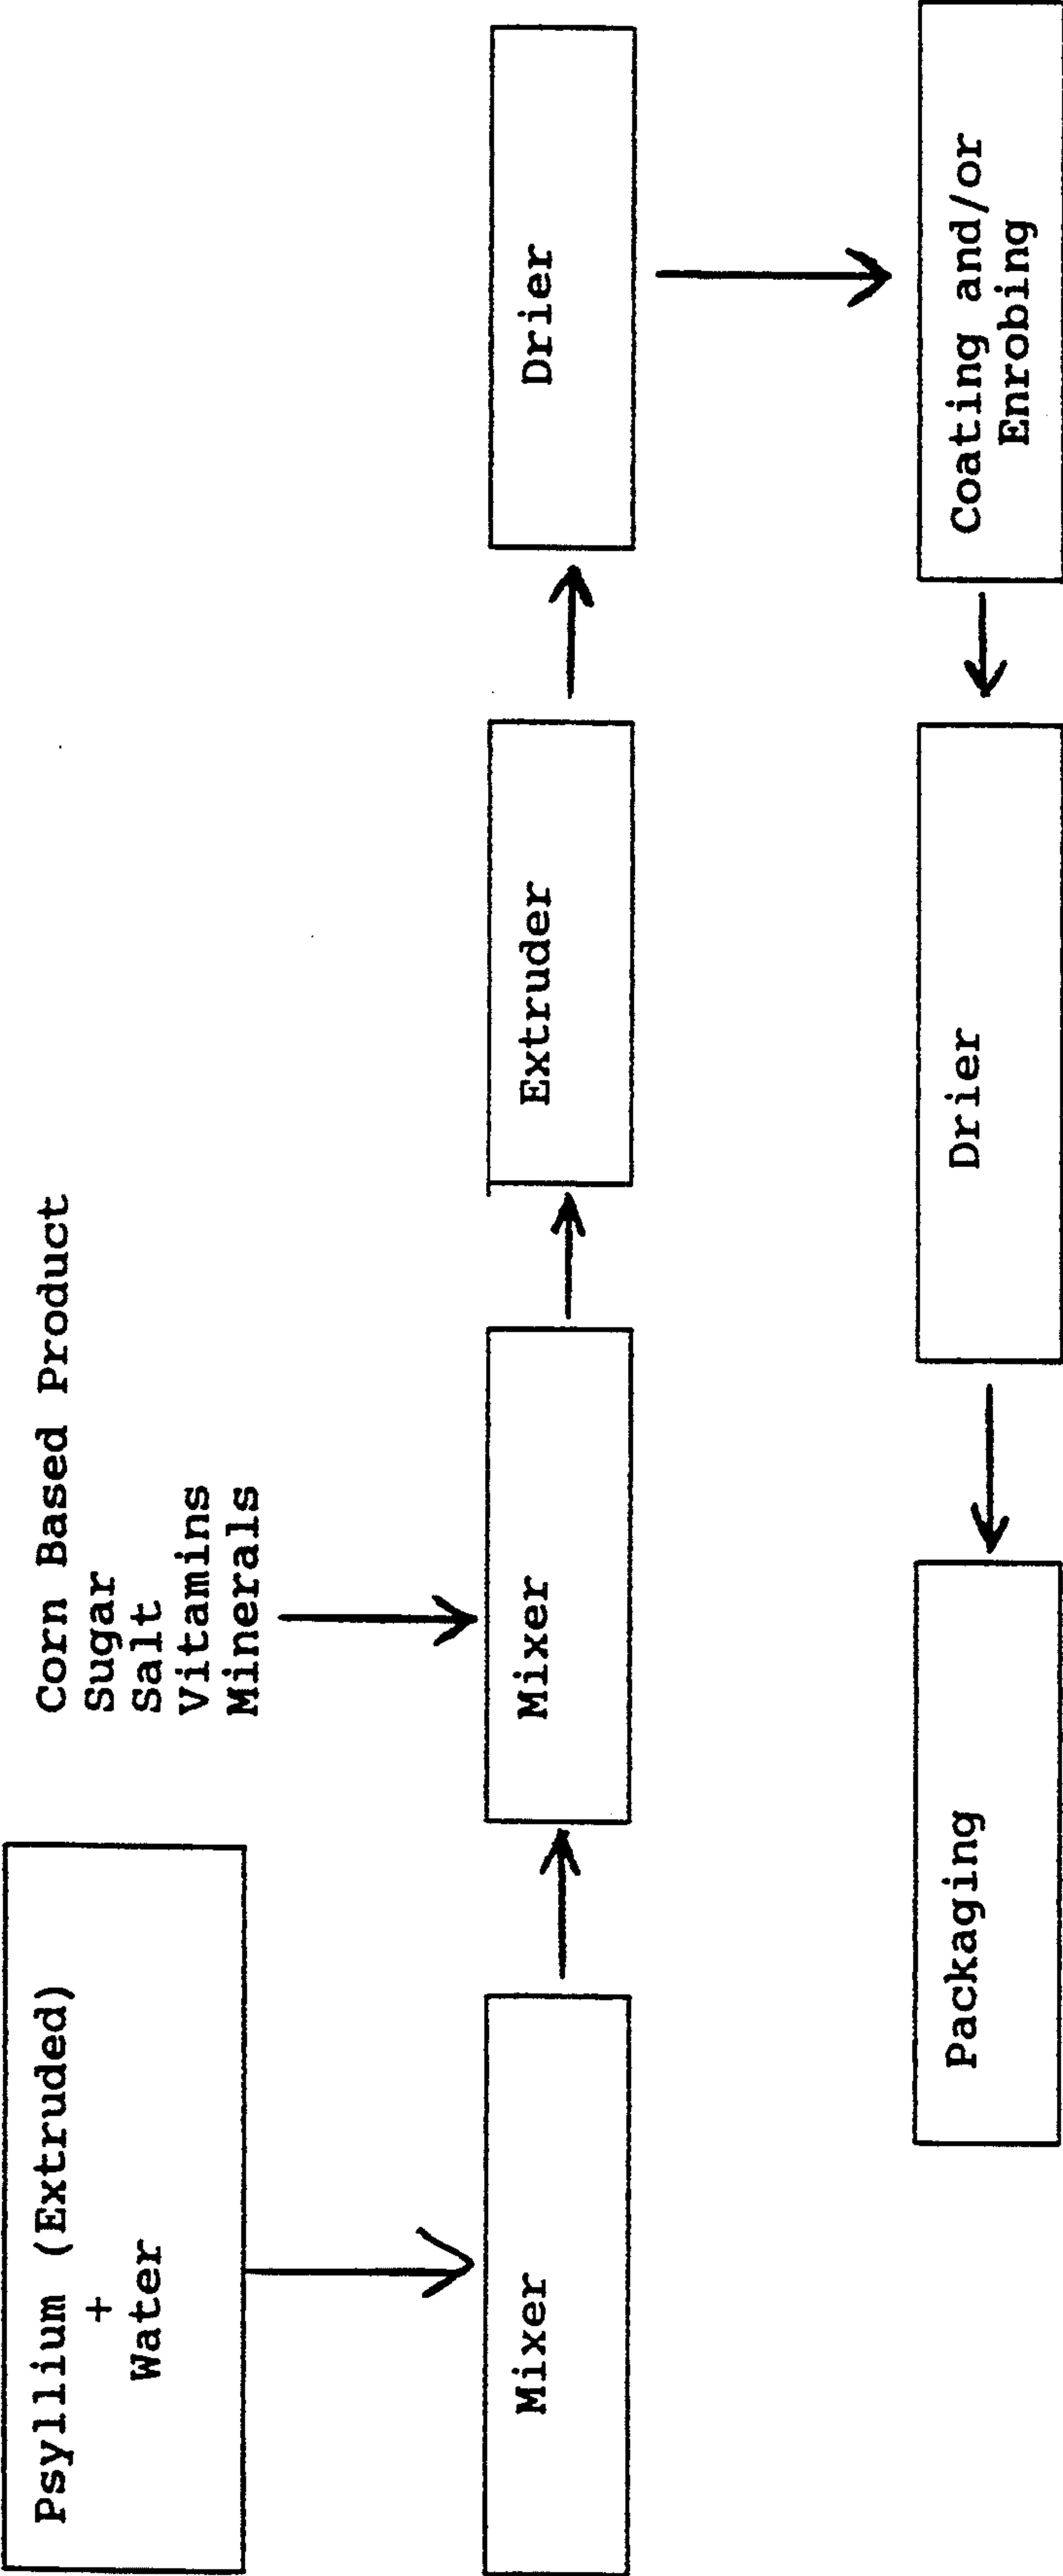 Psyllium (Extruded)
+
Water
Corn Based Product
Sugar
Salt
Vitamins
Minerals
Mixer
Mixer
Extruder
Drier
Coating and/or
Enrobing
Drier
Packaging